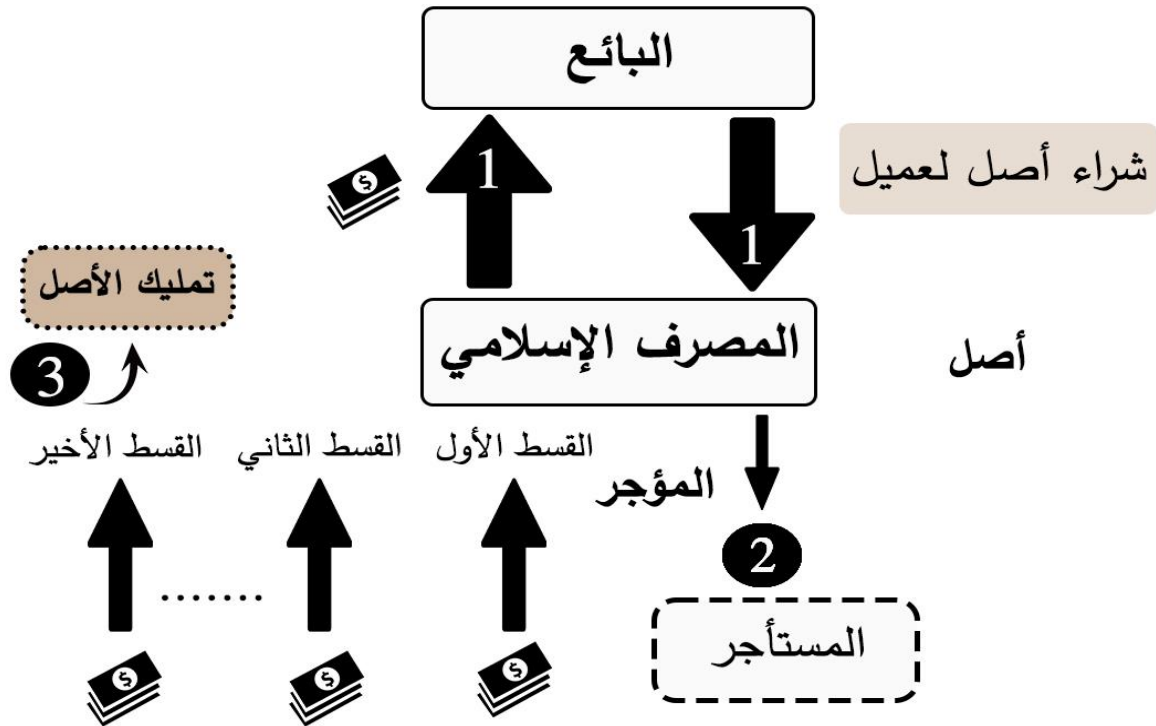 البائع
1
1
شراء أصل لعميل
$
تمليك الأصل
المصرف الإسلامي
أصل
3
القسط الأول
القسط الثاني
القسط الأخير
المؤجر
2
.......
المستأجر
$
$
$